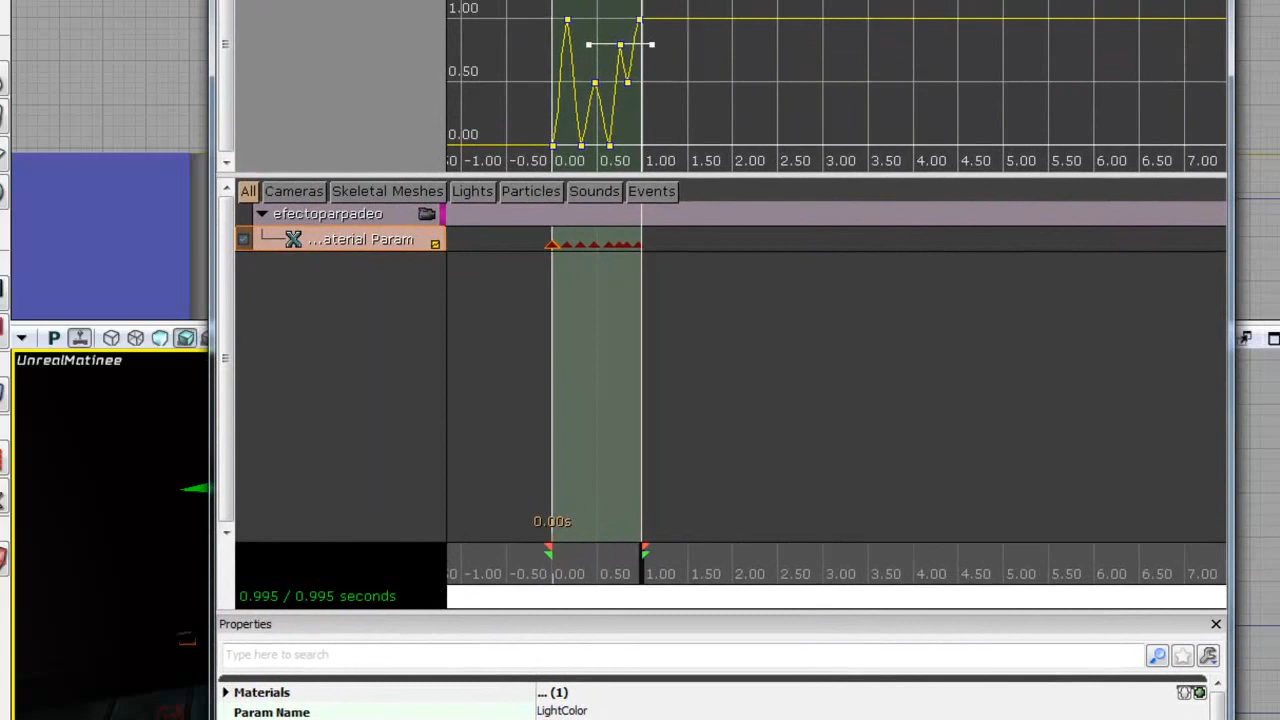 1.00
0.50
0.00
50 -1.00 -0.50 0.00 0.50 1.00 1.50 2.00 2.50 3.00 3.50 4.00 4.50 5.00 5.50 6.00 6.50 7.00
All Cameras Skeletal Meshes Lights Particles Sounds Events
efectoparpadeo
...aterial Param
P
UnrealMatinee
0.00s
50 -1.00 -0.50 0.00 0.50 1.00 1.50 2.00 2.50 3.00 3.50 4.00 4.50 5.00 5.50 6.00 6.50 7.00
0.995 / 0.995 seconds
Properties
Type here to search
Materials ... (1)
Param Name LightColor